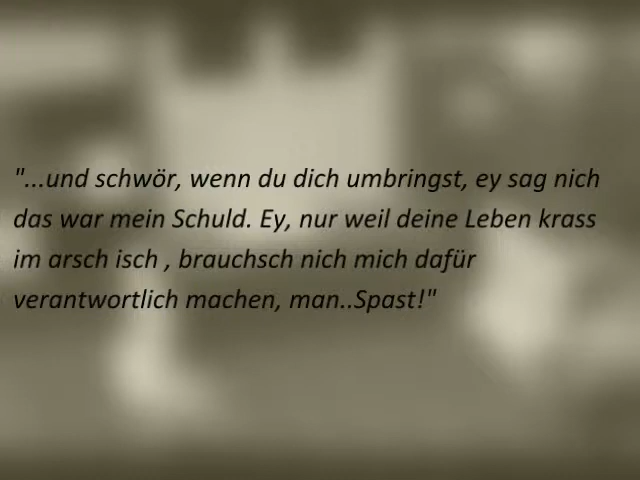 "...und schwör, wenn du dich umbringst, ey sag nich
das war mein Schuld. Ey, nur weil deine Leben krass
im arsch isch , brauchsch nich mich dafür
verantwortlich machen, man..Spast!"